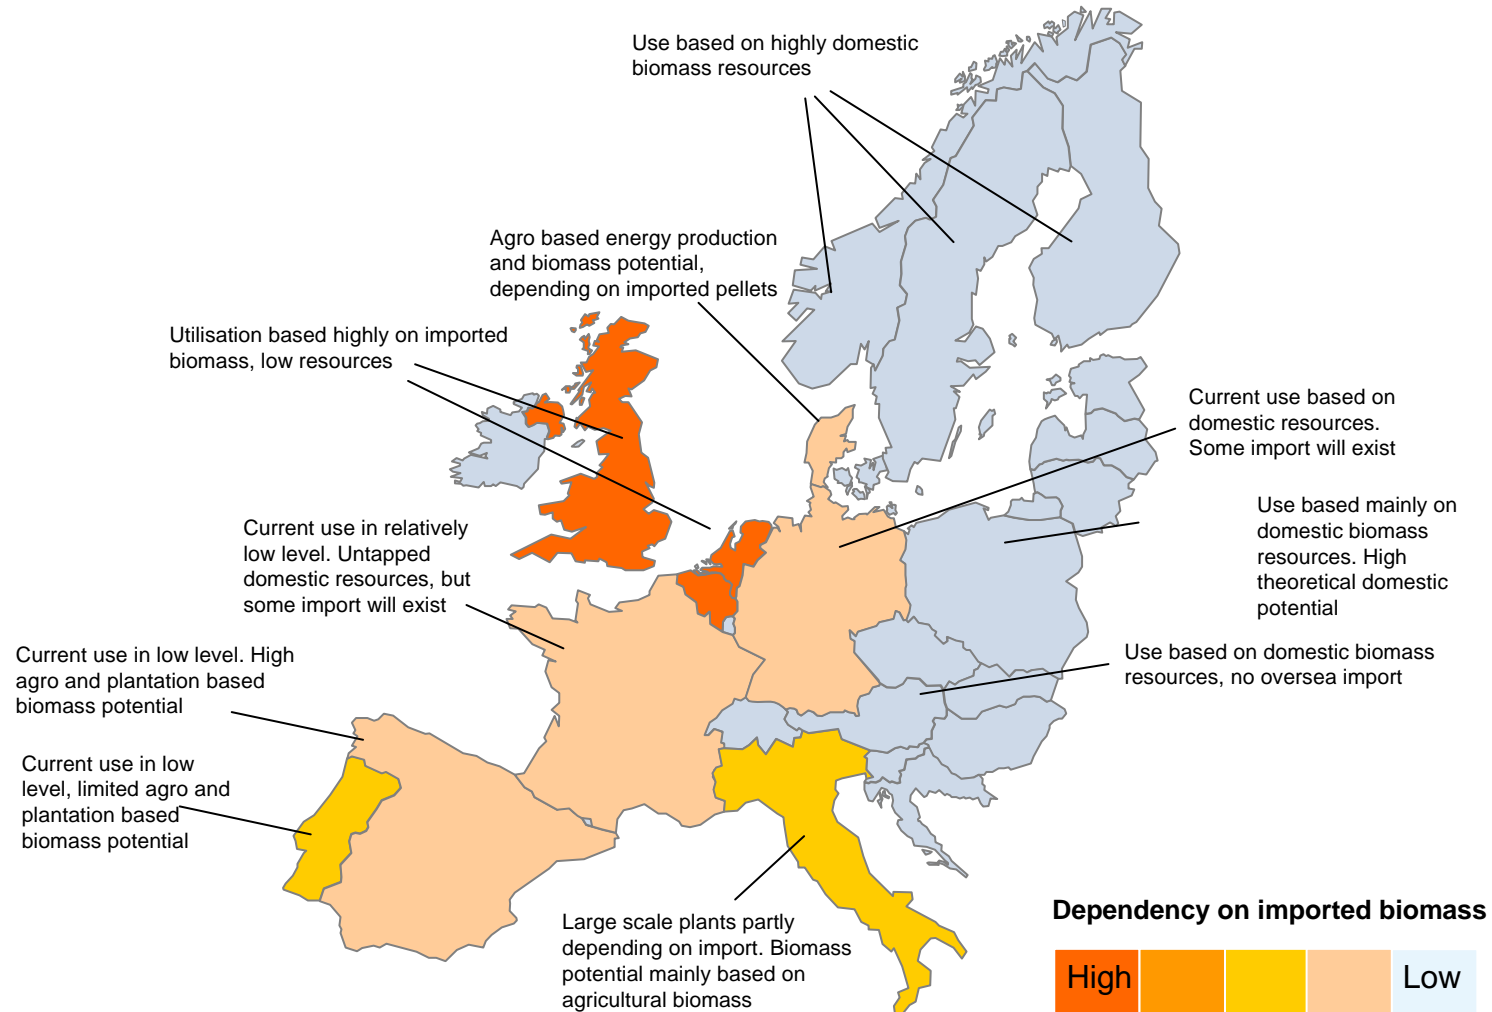 Use based on highly domestic
biomass resources
Agro based energy production
and biomass potential,
depending on imported pellets
Utilisation based highly on imported
biomass, low resources
Current use based on
domestic resources.
Some import will exist
Use based mainly on
domestic biomass
resources. High
theoretical domestic
potential
Current use in relatively
low level. Untapped
domestic resources, but
some import will exist
Use based on domestic biomass
resources, no oversea import
Current use in low level. High
agro and plantation based
biomass potential
Current use in low
level, limited agro and
plantation based
biomass potential
Large scale plants partly
depending on import. Biomass
potential mainly based on
agricultural biomass
Dependency on imported biomass
High
Low